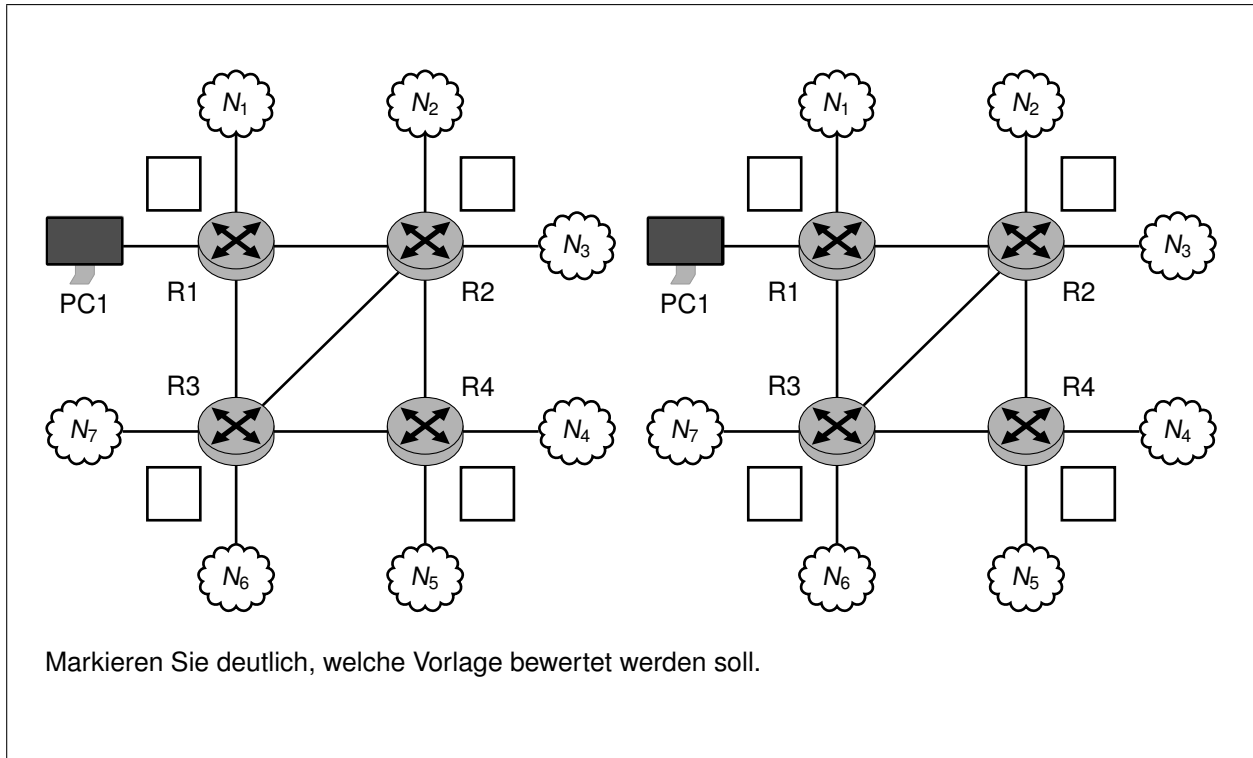 N1 N2 N1 N2
N3 N3
PC1 R1 R2 PC1 R1 R2
R3 R4 R3 R4
N7 N4 N7 N4
N6 N5 N6 N5
Markieren Sie deutlich, welche Vorlage bewertet werden soll.